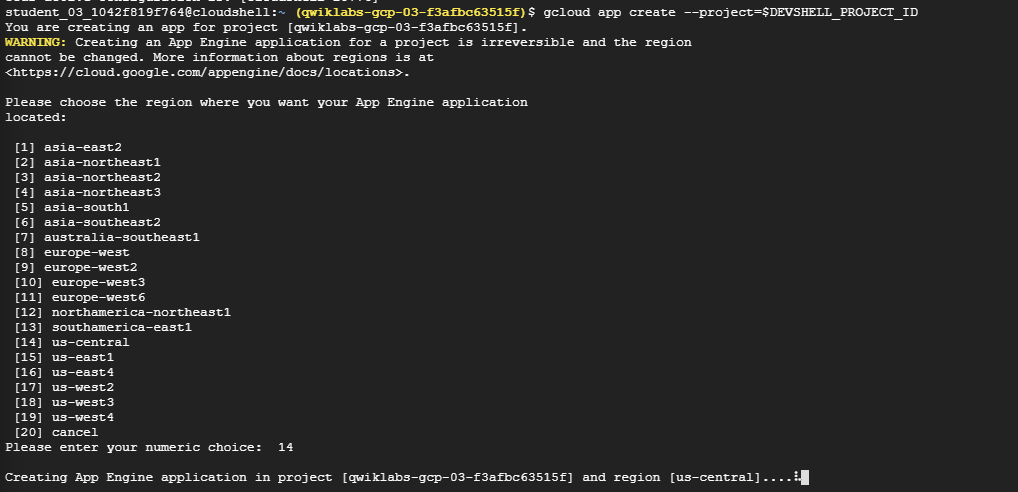 student_03_1042f819f764@cloudshell:~ (qwiklabs-gcp-03-f3afbc63515f)$ gcloud app create --project=$DEVSHELL_PROJECT_ID
You are creating an app for project [qwiklabs-gcp-03-f3afbc63515f].
WARNING: Creating an App Engine application for a project is irreversible and the region
cannot be changed. More information about regions is at
<https://cloud.google.com/appengine/docs/locations>.
Please choose the region where you want your App Engine application
located:
[1] asia-east2
[2] asia-northeast1
[3] asia-northeast2
[4] asia-northeast3
[5] asia-south1
[6] asia-southeast2
[7] australia-southeast1
[8] europe-west
[9] europe-west2
[10] europe-west3
[11] europe-west6
[12] northamerica-northeast1
[13] southamerica-east1
[14] us-central
[15] us-east1
[16] us-east4
[17] us-west2
[18] us-west3
[19] us-west4
[20] cancel
Please enter your numeric choice:  14
Creating App Engine application in project [qwiklabs-gcp-03-f3afbc63515f] and region [us-central]....